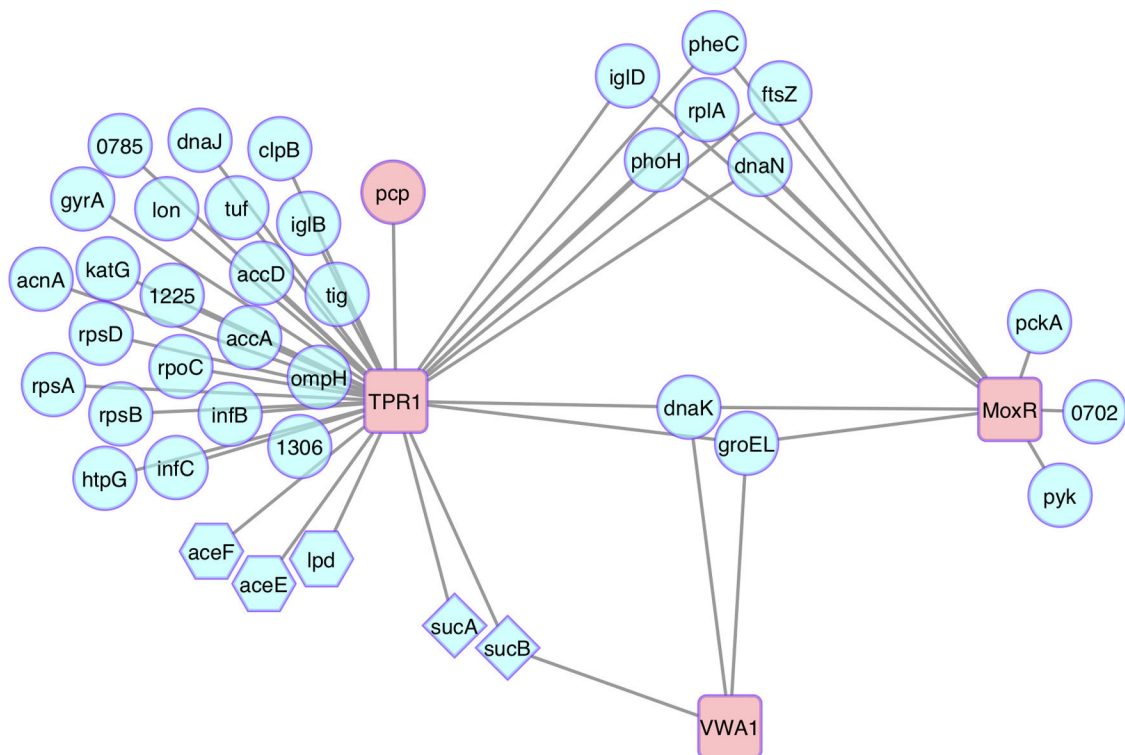 pheC
iglD
ftsZ
rplA
0785
dnaJ
clpB
phoH
dnaN
pcp
gyrA
lon
tuf
iglB
acnA
katG
1225
accD
tig
rpsD
accA
pckA
rpsA
rpoC
ompH
TPR1
dnaK
MoxR
0702
rpsB
infB
1306
groEL
htpG
infC
pyk
aceF
aceE
lpd
sucA
sucB
VWA1